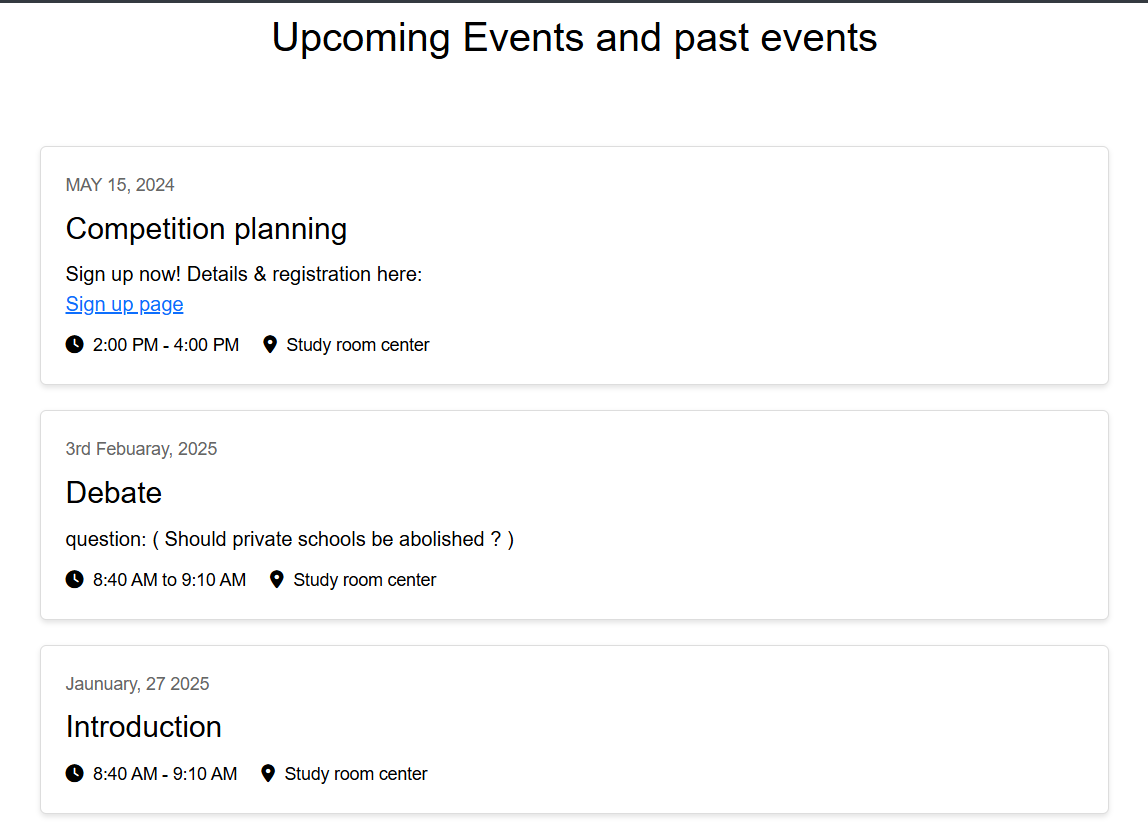 Upcoming Events and past events
MAY 15, 2024
Competition planning
Sign up now! Details & registration here:
Sign up page
2:00 PM - 4:00 PM Study room center
3rd Febuaray, 2025
Debate
question: ( Should private schools be abolished ? )
8:40 AM to 9:10 AM Study room center
Jaunuary, 27 2025
Introduction
8:40 AM - 9:10 AM Study room center